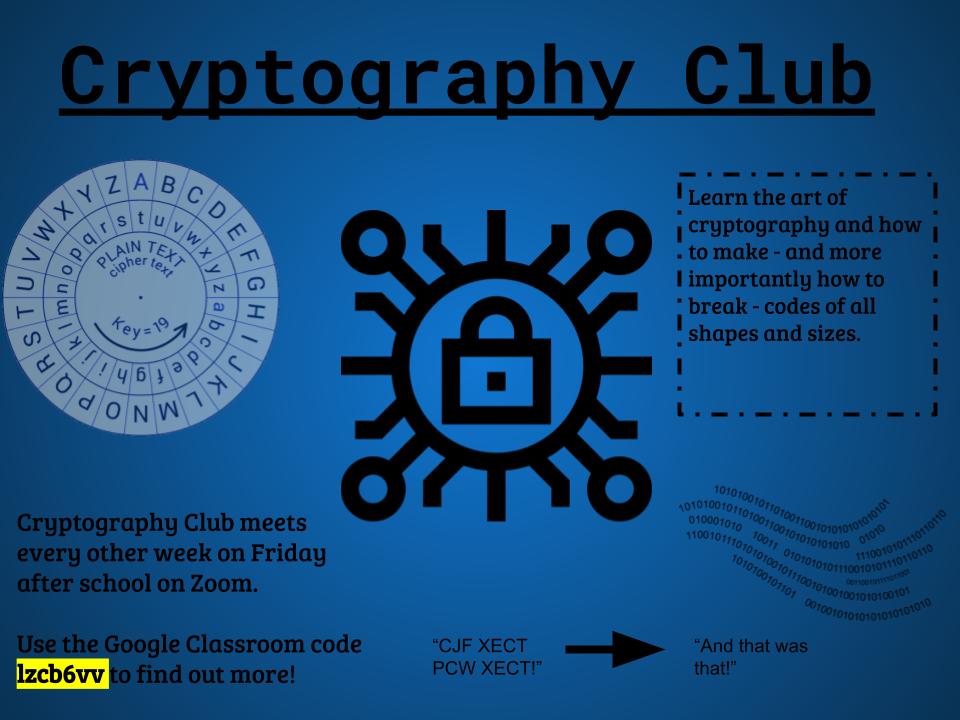 Cryptography Club
A B C D E F G H I J K L M N O P Q R S T U V W X Y Z
t u v w x y z a b c d e f g h i j k l m n o p q r s
PLAIN TEXT
cipher text
Key=19
Learn the art of
cryptography and how
to make - and more
importantly how to
break - codes of all
shapes and sizes.
Cryptography Club meets
every other week on Friday
after school on Zoom.
Use the Google Classroom code
lzcb6vv to find out more!
010001010
10011
01010
“CJF XECT
PCW XECT!”
“And that was
that!”